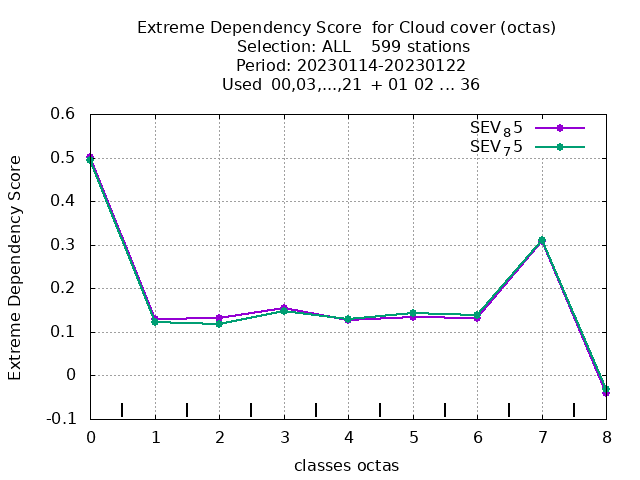 Extreme Dependency Score  for Cloud cover (octas)
Selection: ALL    599 stations
Period: 20230114-20230122
Used  00,03,...,21  + 01 02 ... 36
SEV₈5
SEV₇5
Extreme Dependency Score
0.6
0.5
0.4
0.3
0.2
0.1
0
-0.1
0 1 2 3 4 5 6 7 8
classes octas